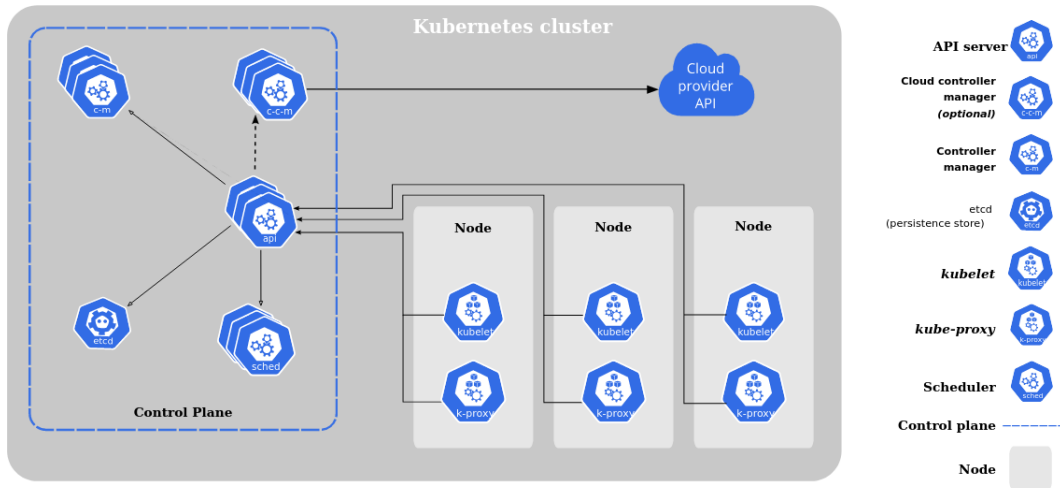 Kubernetes cluster
c-m
c-c-m
Cloud
provider
API
api
etcd
sched
Control Plane
Node
kubelet
k-proxy
Node
kubelet
k-proxy
Node
kubelet
k-proxy
API server
api
Cloud controller
manager
(optional)
c-c-m
Controller
manager
c-m
etcd
(persistence store)
etcd
kubelet
kubelet
kube-proxy
k-proxy
Scheduler
sched
Control plane
Node